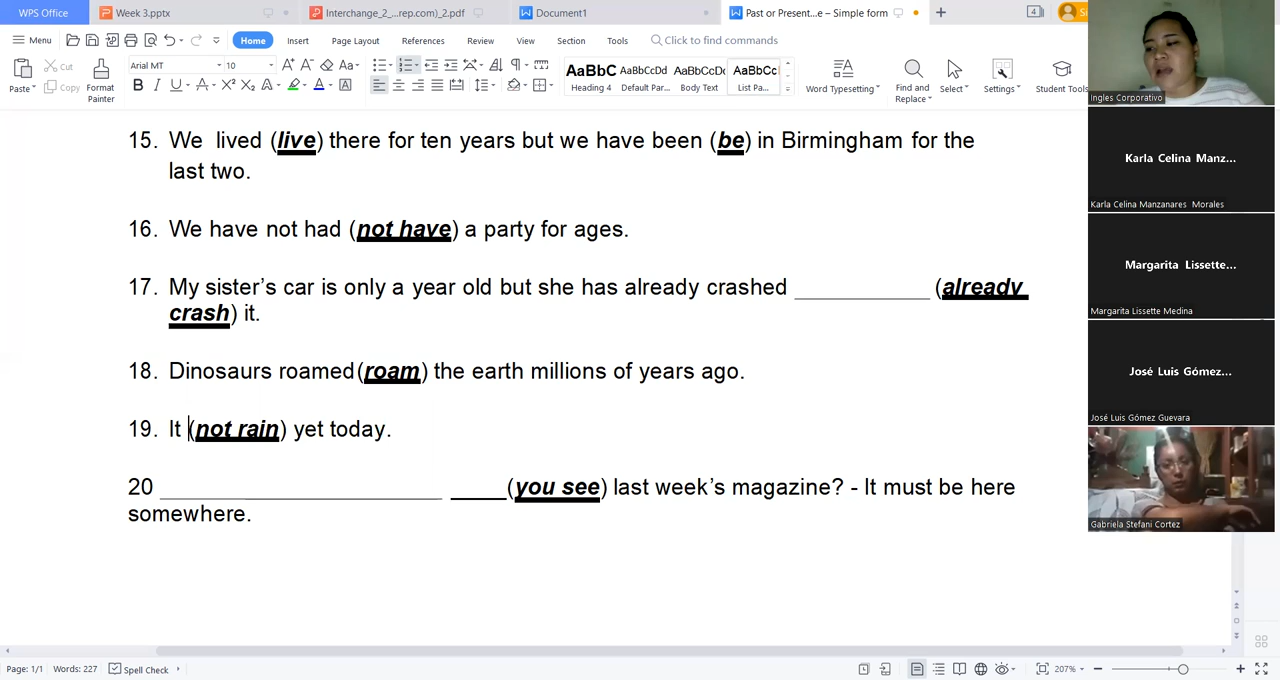 WPS Office Week 3.pptx Interchange_2_...rep.com)_2.pdf Document1 Past or Present...e – Simple form + 4 Si
Menu Home Insert Page Layout References Review View Section Tools Click to find commands
Arial MT 10 AaBbC AaBbCcDd AaBbCcDc AaBbCc
Paste Cut Copy Format Painter B I U Heading 4 Default Par... Body Text List Pa... Word Typesetting Find and Replace Select Settings Student Tools
Ingles Corporativo
15. We lived (live) there for ten years but we have been (be) in Birmingham for the
last two.
Karla Celina Manz...
Karla Celina Manzanares Morales
16. We have not had (not have) a party for ages.
Margarita Lissette...
Margarita Lissette Medina
17. My sister’s car is only a year old but she has already crashed ____________ (already
crash) it.
18. Dinosaurs roamed(roam) the earth millions of years ago.
José Luis Gómez...
José Luis Gómez Guevara
19. It (not rain) yet today.
20 _________________________ _____(you see) last week’s magazine? - It must be here
somewhere.
Gabriela Stefani Cortez
Page: 1/1 Words: 227 Spell Check 207% − +